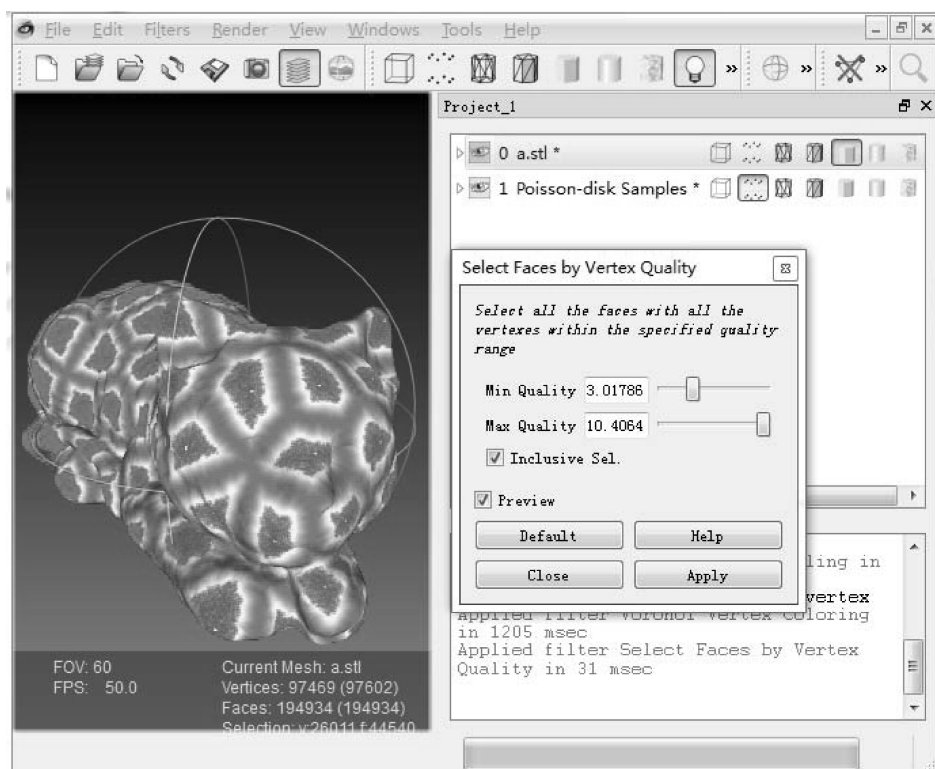 File Edit Filters Render View Windows Tools Help
Project_1
0 a.stl *
1 Poisson-disk Samples *
Select Faces by Vertex Quality
Select all the faces with all the
vertexes within the specified quality
range
Min Quality 3.01786
Max Quality 10.4064
Inclusive Sel.
Preview
Default Help
Close Apply
ling in
vertex
Applied filter Voronoi Vertex Coloring
in 1205 msec
Applied filter Select Faces by Vertex
Quality in 31 msec
FOV: 60
FPS: 50.0
Current Mesh: a.stl
Vertices: 97469 (97602)
Faces: 194934 (194934)
Selection: v:26011 f:44540